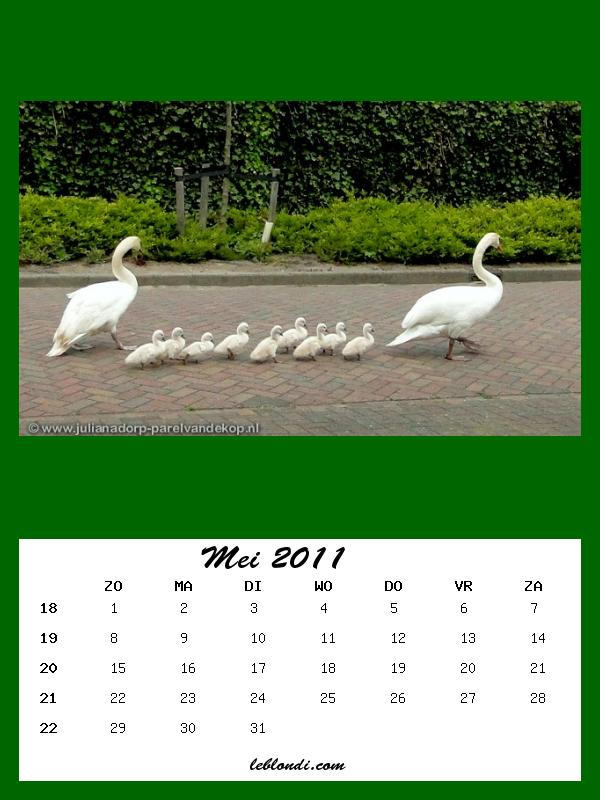 © www.julianadorp-parelvandekop.nl
Mei 2011
ZO MA DI WO DO VR ZA
18 1 2 3 4 5 6 7
19 8 9 10 11 12 13 14
20 15 16 17 18 19 20 21
21 22 23 24 25 26 27 28
22 29 30 31
leblondi.com